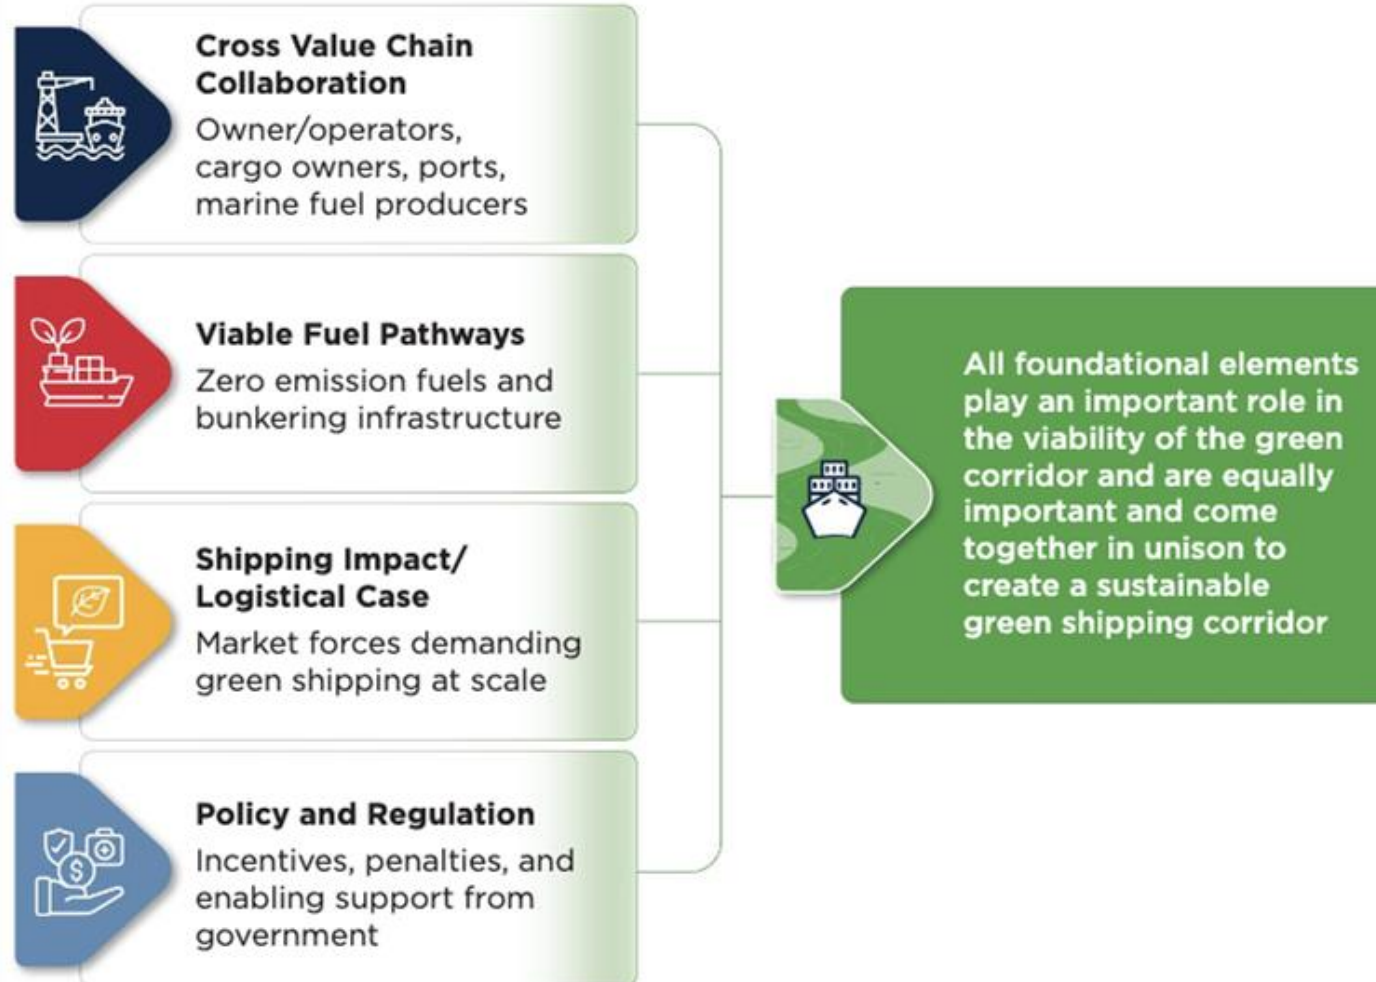 Cross Value Chain
Collaboration
Owner/operators,
cargo owners, ports,
marine fuel producers
Viable Fuel Pathways
Zero emission fuels and
bunkering infrastructure
Shipping Impact/
Logistical Case
Market forces demanding
green shipping at scale
Policy and Regulation
Incentives, penalties, and
enabling support from
government
All foundational elements
play an important role in
the viability of the green
corridor and are equally
important and come
together in unison to
create a sustainable
green shipping corridor